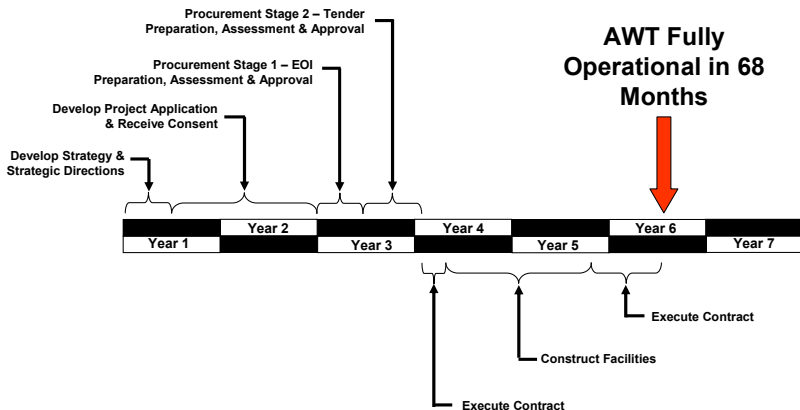 Procurement Stage 2 – Tender
Preparation, Assessment & Approval
AWT Fully
Operational in 68
Months
Procurement Stage 1 – EOI
Preparation, Assessment & Approval
Develop Project Application
& Receive Consent
Develop Strategy &
Strategic Directions
Year 2
Year 4
Year 6
Year 1
Year 3
Year 5
Year 7
Execute Contract
Construct Facilities
Execute Contract